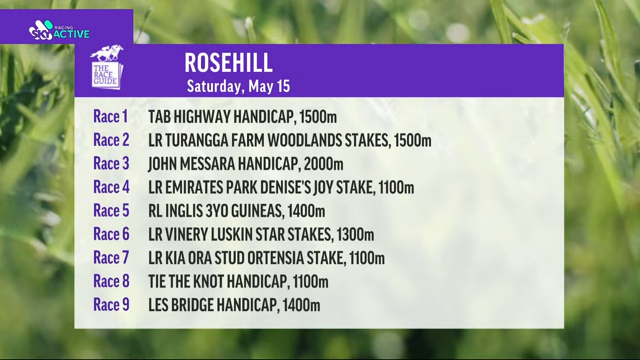 RACING
SKY ACTIVE
THE
RACE
GUIDE
ROSEHILL
Saturday, May 15
Race 1 TAB HIGHWAY HANDICAP, 1500m
Race 2 LR TURANGGA FARM WOODLANDS STAKES, 1500m
Race 3 JOHN MESSARA HANDICAP, 2000m
Race 4 LR EMIRATES PARK DENISE'S JOY STAKE, 1100m
Race 5 RL INGLIS 3YO GUINEAS, 1400m
Race 6 LR VINERY LUSKIN STAR STAKES, 1300m
Race 7 LR KIA ORA STUD ORTENSIA STAKE, 1100m
Race 8 TIE THE KNOT HANDICAP, 1100m
Race 9 LES BRIDGE HANDICAP, 1400m